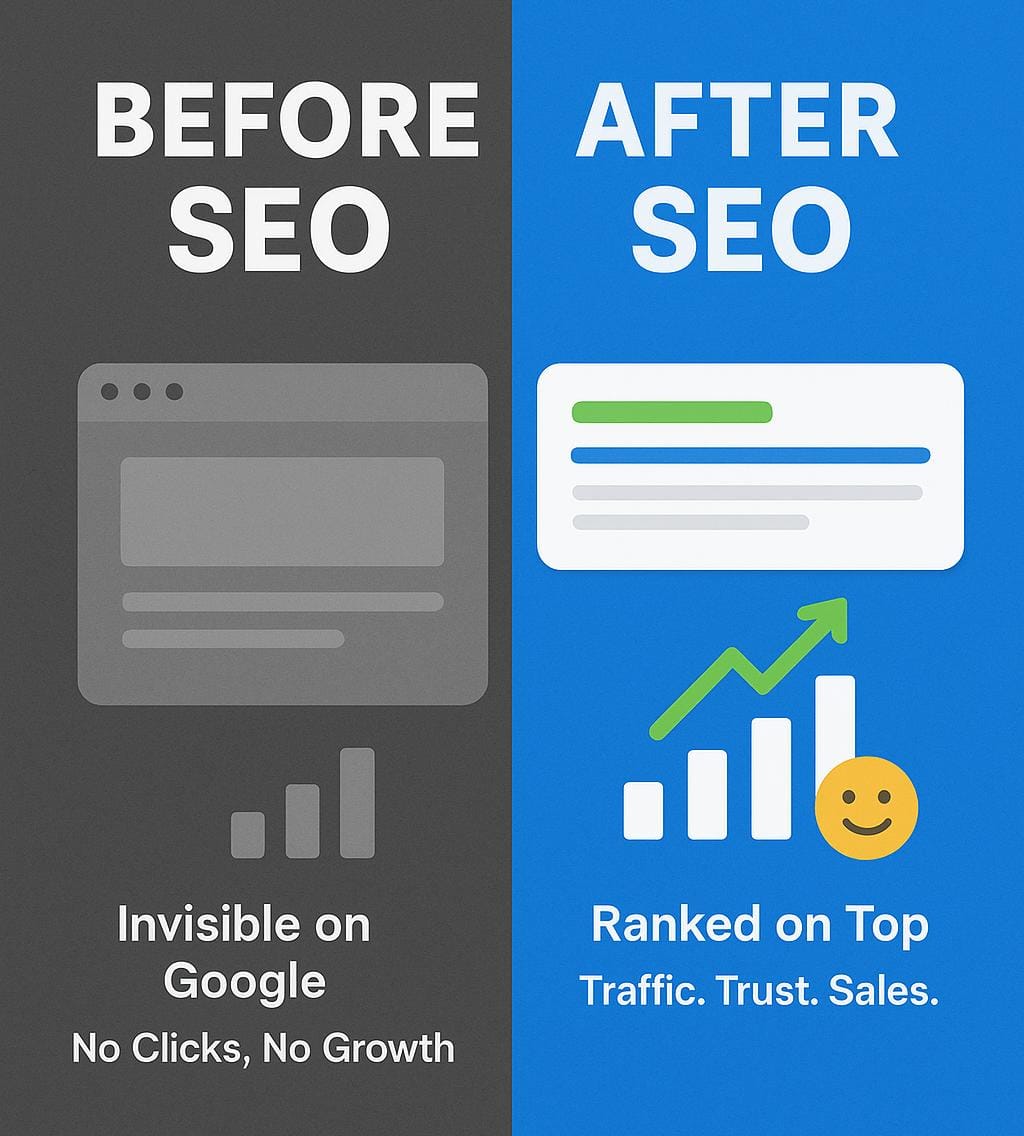 BEFORE
SEO
Invisible on
Google
No Clicks, No Growth
AFTER
SEO
Ranked on Top
Traffic. Trust. Sales.